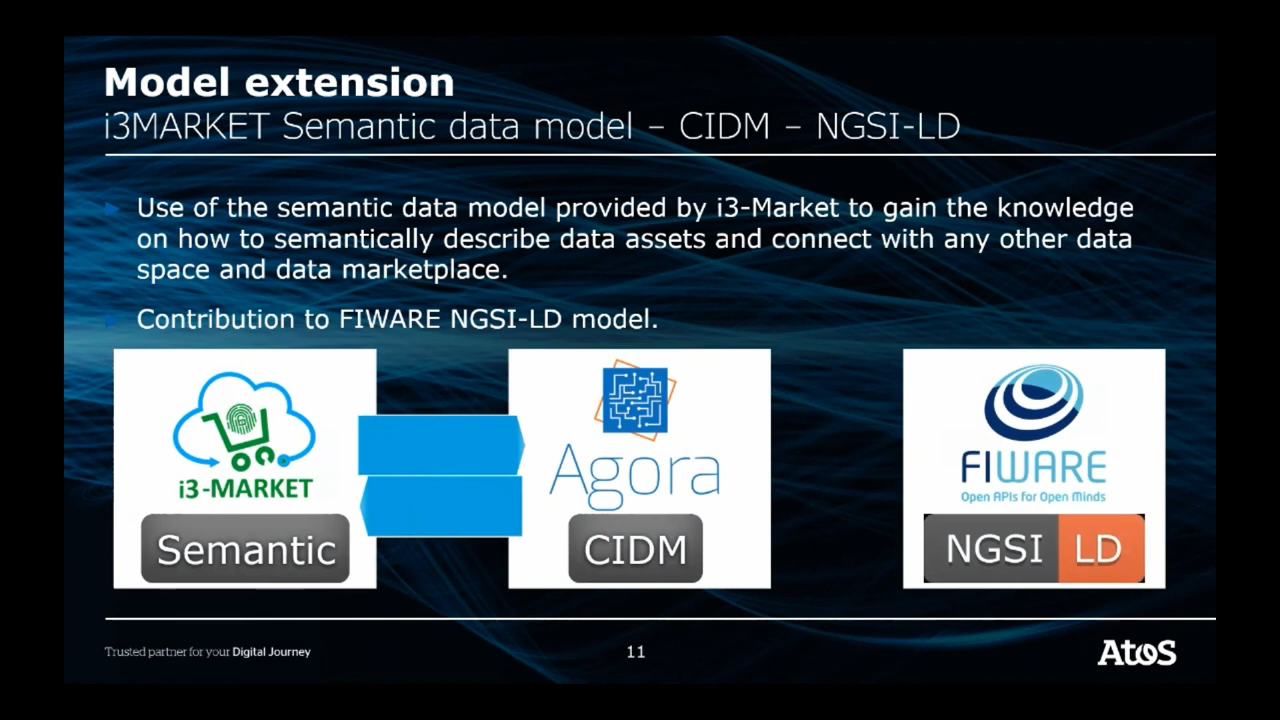 Model extension
i3MARKET Semantic data model – CIDM – NGSI-LD
Use of the semantic data model provided by i3-Market to gain the knowledge
on how to semantically describe data assets and connect with any other data
space and data marketplace.
Contribution to FIWARE NGSI-LD model.
i3-MARKET
Semantic
Agora
CIDM
FIWARE
Open APIs for Open Minds
NGSI LD
Trusted partner for your Digital Journey
11
Atos